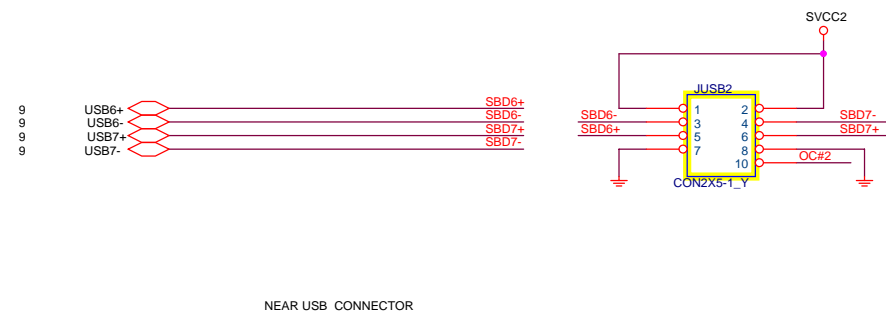 SVCC2
JUSB2
9 USB6+ SBD6+
9 USB6- SBD6-
9 USB7+ SBD7+
9 USB7- SBD7-
1 2
SBD6- 3 4 SBD7-
SBD6+ 5 6 SBD7+
7 8
10 OC#2
CON2X5-1_Y
NEAR USB CONNECTOR